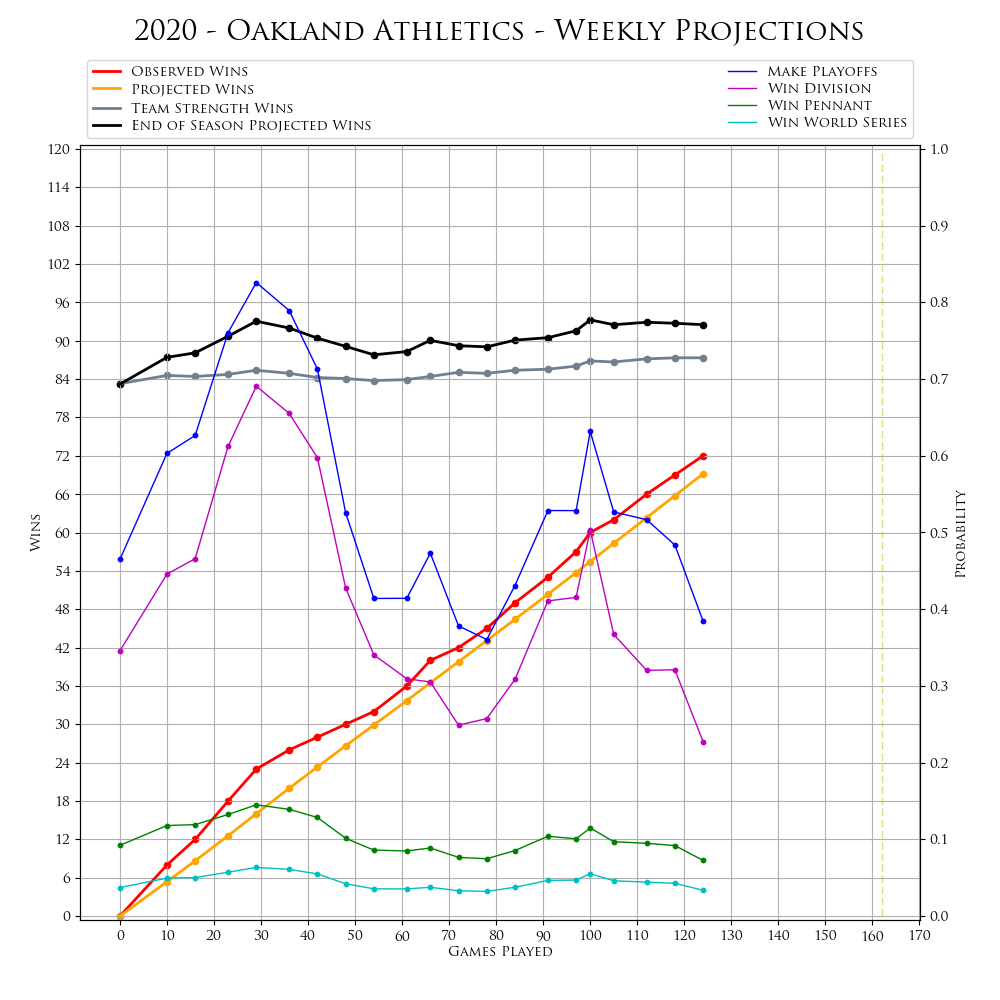 2020 - Oakland Athletics - Weekly Projections
Observed Wins
Projected Wins
Team Strength Wins
End of Season Projected Wins
Make Playoffs
Win Division
Win Pennant
Win World Series
120
114
108
102
96
90
84
78
72
66
60
54
48
42
36
30
24
18
12
6
0
Wins
1.0
0.9
0.8
0.7
0.6
0.5
0.4
0.3
0.2
0.1
0.0
Probability
0 10 20 30 40 50 60 70 80 90 100 110 120 130 140 150 160 170
Games Played